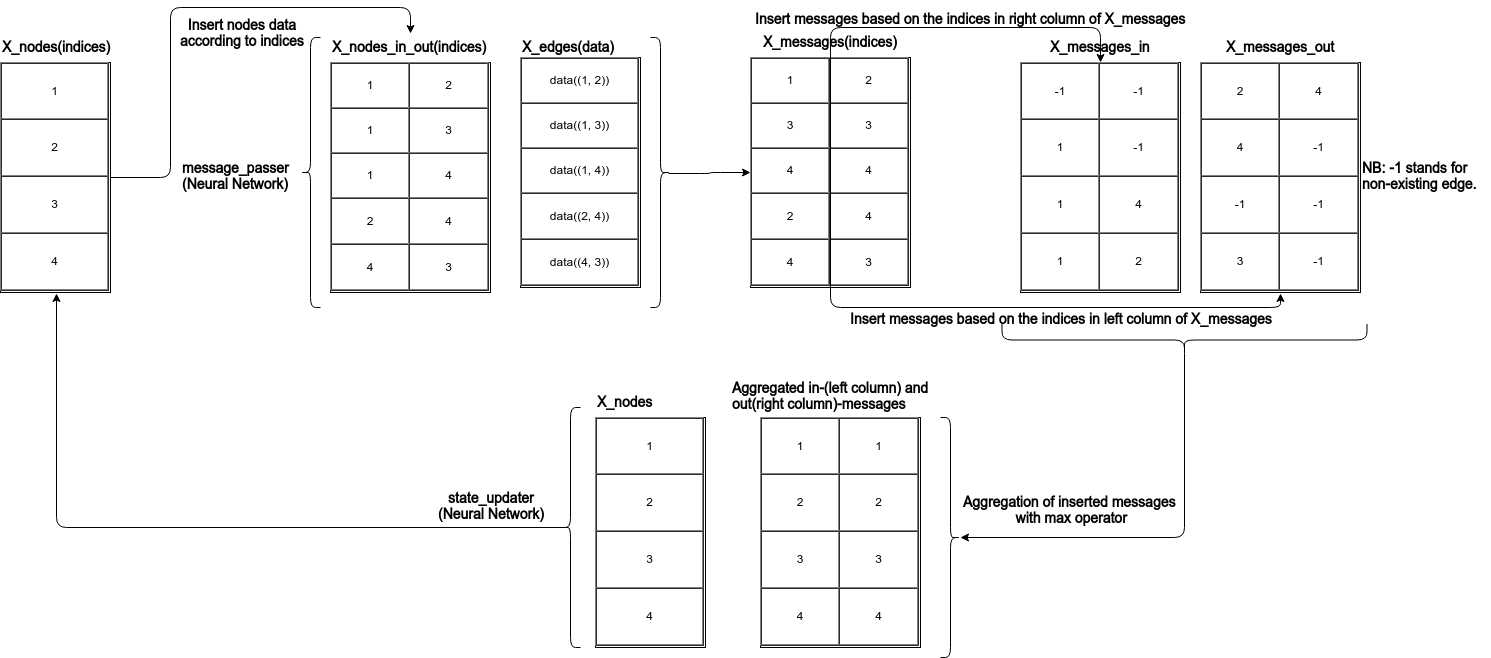 Insert nodes data
according to indices
X_nodes(indices)
1
2
3
4
message_passer
(Neural Network)
X_nodes_in_out(indices)
1 2
1 3
1 4
2 4
4 3
X_edges(data)
data((1, 2))
data((1, 3))
data((1, 4))
data((2, 4))
data((4, 3))
Insert messages based on the indices in right column of X_messages
X_messages(indices)
1 2
3 3
4 4
2 4
4 3
X_messages_in
-1 -1
1 -1
1 4
1 2
X_messages_out
2 4
4 -1
-1 -1
3 -1
NB: -1 stands for
non-existing edge.
Insert messages based on the indices in left column of X_messages
state_updater
(Neural Network)
X_nodes
1
2
3
4
Aggregated in-(left column) and
out(right column)-messages
1 1
2 2
3 3
4 4
Aggregation of inserted messages
with max operator